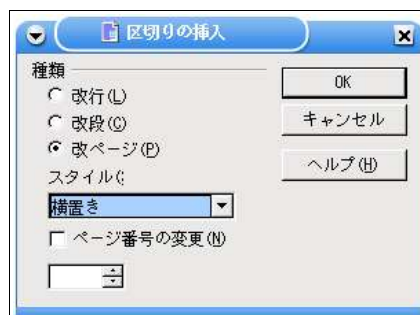 区切りの挿入
種類
改行(L)
改段(C)
改ページ(P)
スタイル(
横置き
ページ番号の変更(N)
OK
キャンセル
ヘルプ(H)